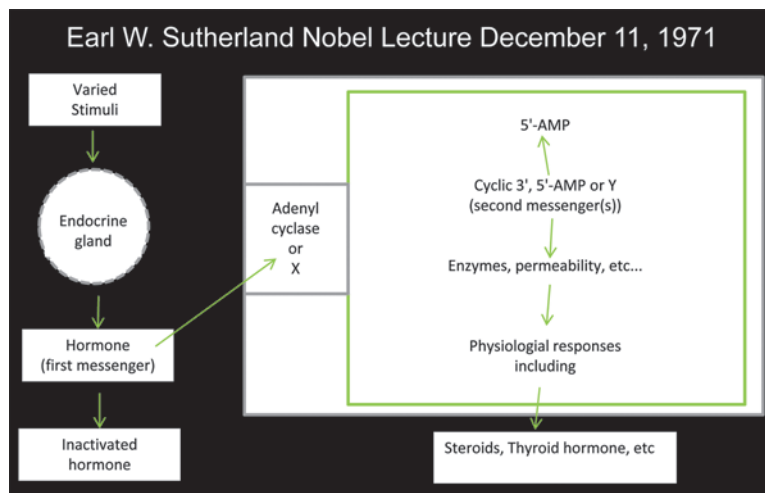 Earl W. Sutherland Nobel Lecture December 11, 1971
Varied
Stimuli
Endocrine
gland
Hormone
(first messenger)
Inactivated
hormone
Adenyl
cyclase
or
X
5'-AMP
Cyclic 3', 5'-AMP or Y
(second messenger(s))
Enzymes, permeability, etc...
Physiologial responses
including
Steroids, Thyroid hormone, etc